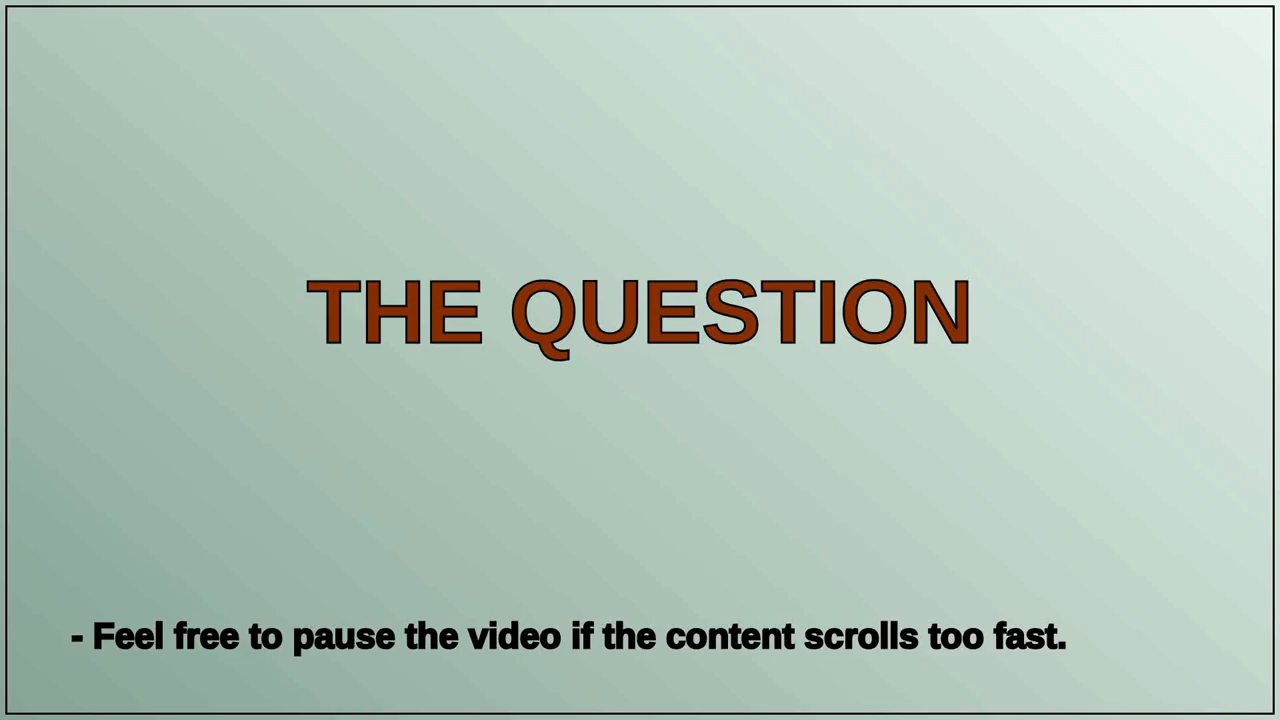 THE QUESTION
- Feel free to pause the video if the content scrolls too fast.